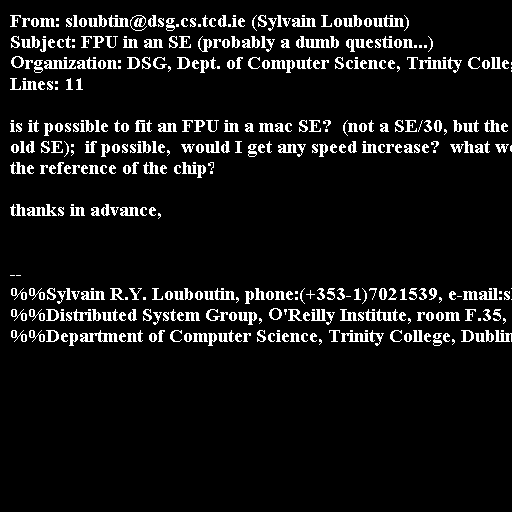 From: sloubtin@dsg.cs.tcd.ie (Sylvain Louboutin)
Subject: FPU in an SE (probably a dumb question...)
Organization: DSG, Dept. of Computer Science, Trinity
Lines: 11
is it possible to fit an FPU in a mac SE?  (not a SE/30, but the
old SE);  if possible,  would I get any speed increase?  what
the reference of the chip?
thanks in advance,
--
%%Sylvain R.Y. Louboutin, phone:(+353-1)7021539, e-mail:
%%Distributed System Group, O'Reilly Institute, room F.35,
%%Department of Computer Science, Trinity College, Dublin